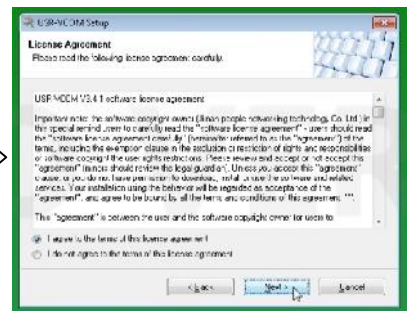 USR-VCOM Setup
License Agreement
Please read the following license agreement carefully.
USR-VCOM V3.4.1 software license agreement
Important note: the software copyright owner (Jinan people networking technology, Co. Ltd.) in
this special remind users to carefully read the "software license agreement" - users should read
the "software license agreement carefully" (hereinafter referred to as the "agreement") of the
terms, including the exemption clause in the exclusion or restriction of rights and responsibilities
or software copyright the user rights restrictions. Please review and accept or not accept this
"agreement" (minors should review the legal guardian). Unless you accept this "agreement"
clause, or you do not have permission to download, install or use the software and related
services. Your installation using the behavior will be regarded as acceptance of the
"agreement", and agree to be bound by all the terms and conditions of this agreement. "".
This "agreement" is between the user and the software copyright owner for users to
I agree to the terms of this license agreement
I do not agree to the terms of this license agreement
< Back
Next >
Cancel